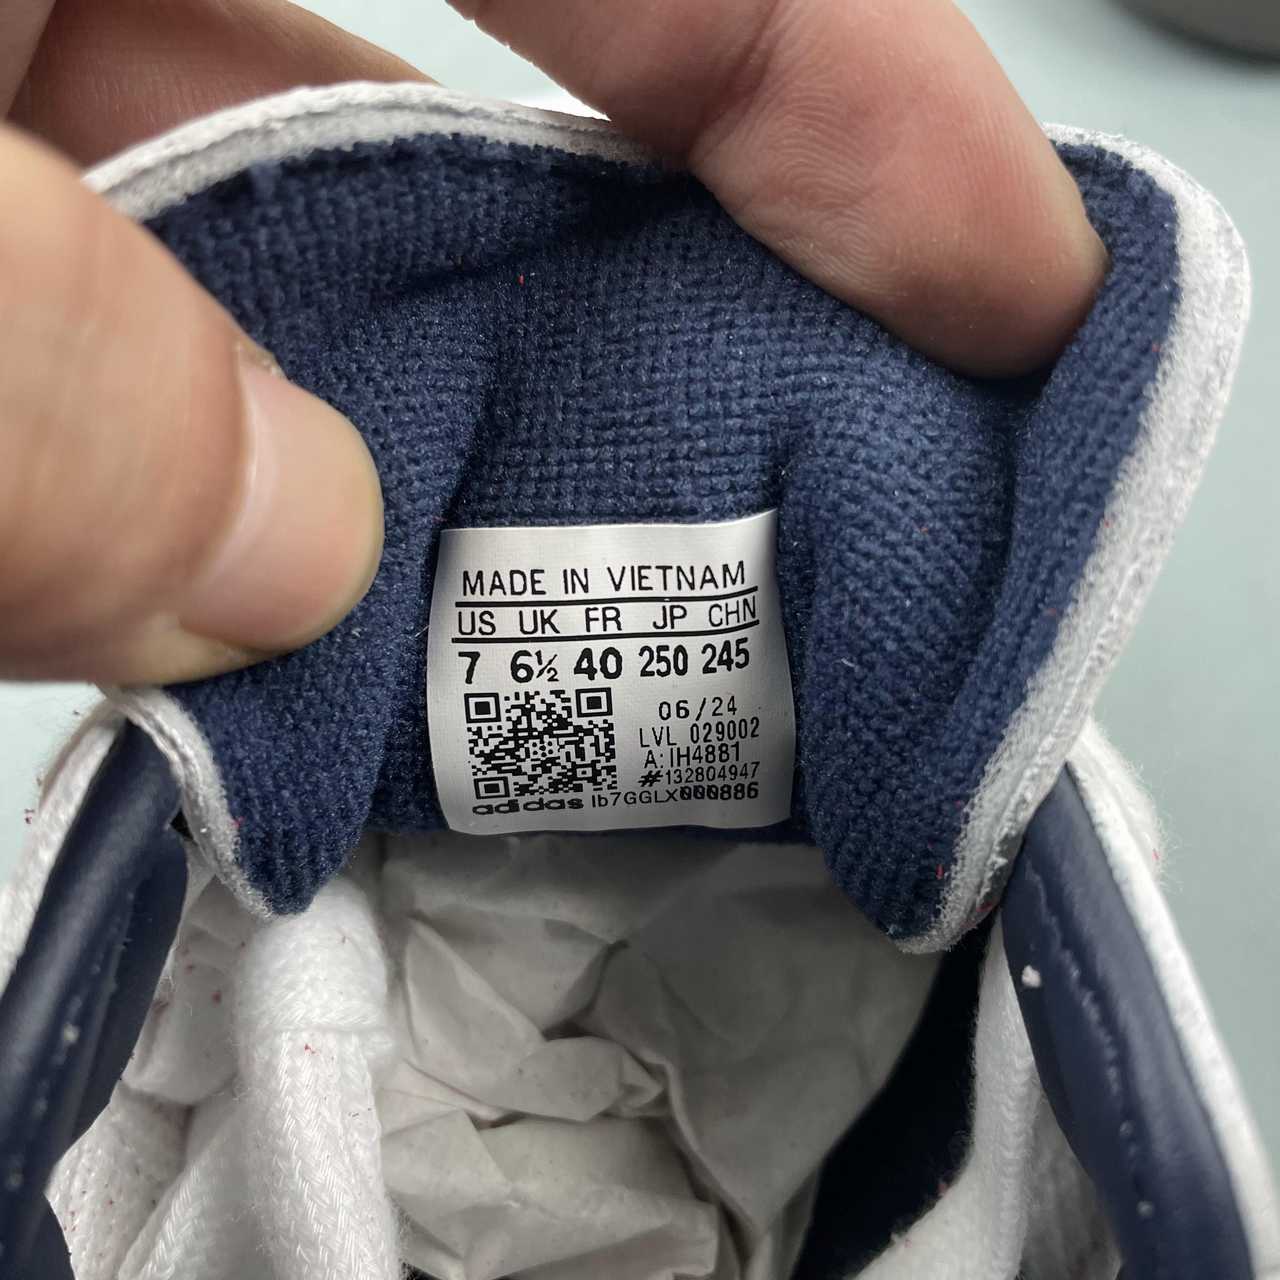 MADE IN VIETNAM
US UK FR JP CHN
7 6½ 40 250 245
06/24
LVL 029002
A: IH4881
#132804947
adidas Ib7GGLX000886